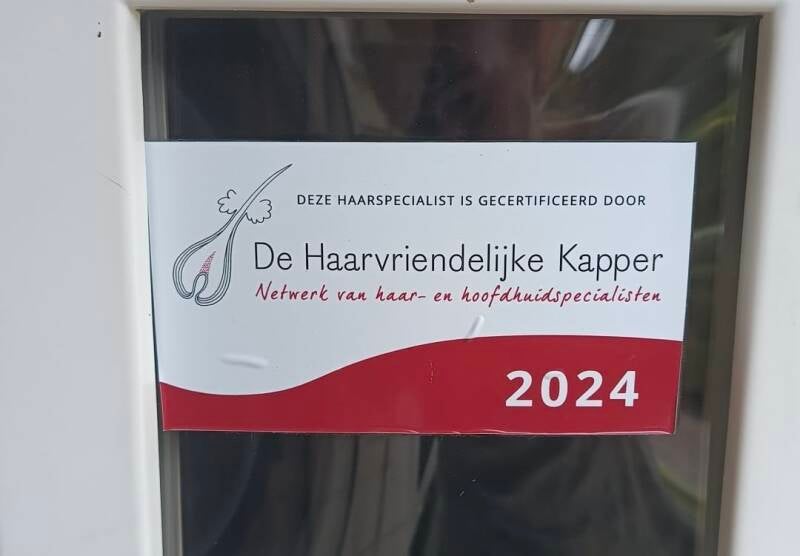 DEZE HAARSPECIALIST IS GECERTIFICEERD DOOR
De Haarvriendelijke Kapper
Netwerk van haar- en hoofdhuidspecialisten
2024